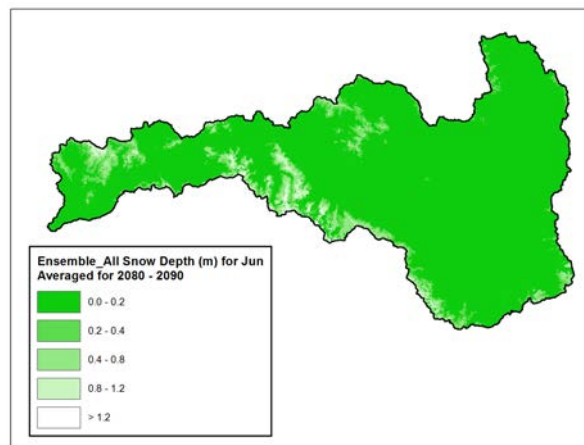 Ensemble_All Snow Depth (m) for Jun
Averaged for 2080 - 2090
0.0 - 0.2
0.2 - 0.4
0.4 - 0.8
0.8 - 1.2
> 1.2